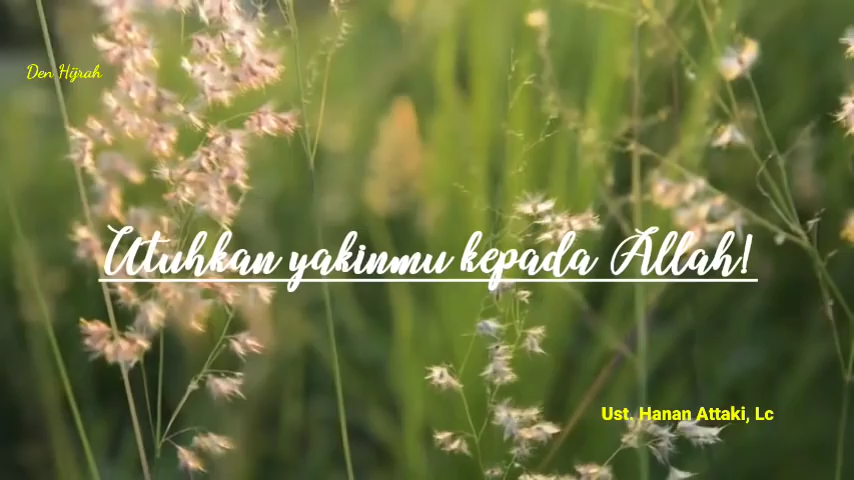 Den Hijrah
Utuhkan yakinmu kepada Allah!
Ust. Hanan Attaki, Lc